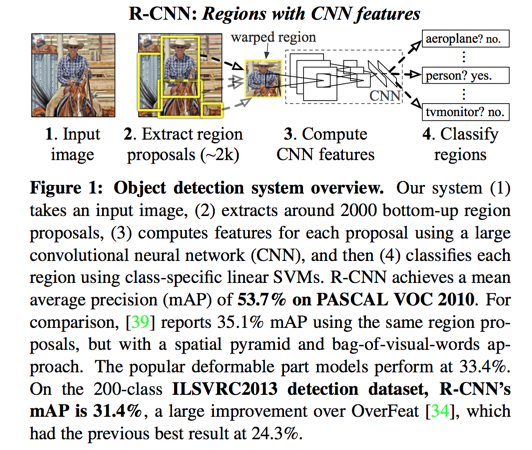 R-CNN: Regions with CNN features
warped region
aeroplane? no.
person? yes.
tvmonitor? no.
CNN
1. Input image
2. Extract region proposals (~2k)
3. Compute CNN features
4. Classify regions
Figure 1: Object detection system overview. Our system (1)
takes an input image, (2) extracts around 2000 bottom-up region
proposals, (3) computes features for each proposal using a large
convolutional neural network (CNN), and then (4) classifies each
region using class-specific linear SVMs. R-CNN achieves a mean
average precision (mAP) of 53.7% on PASCAL VOC 2010. For
comparison, [39] reports 35.1% mAP using the same region pro-
posals, but with a spatial pyramid and bag-of-visual-words ap-
proach. The popular deformable part models perform at 33.4%.
On the 200-class ILSVRC2013 detection dataset, R-CNN’s
mAP is 31.4%, a large improvement over OverFeat [34], which
had the previous best result at 24.3%.